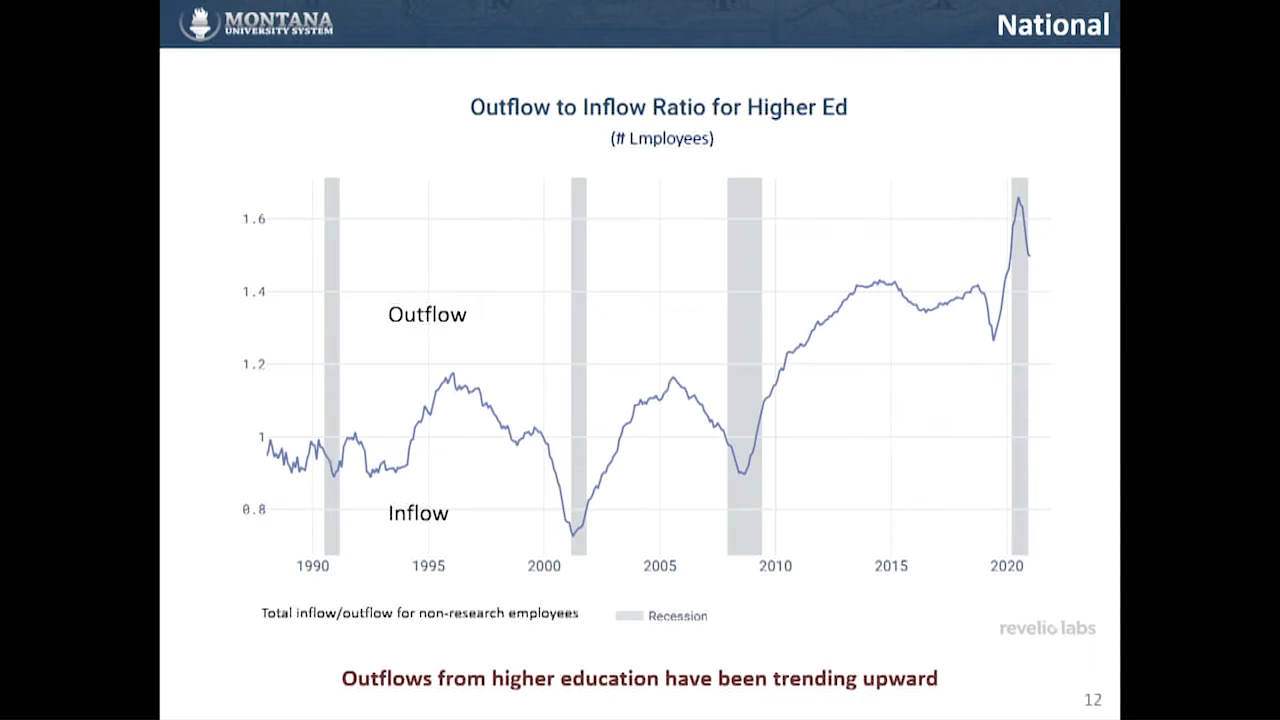 MONTANA
UNIVERSITY SYSTEM
National
Outflow to Inflow Ratio for Higher Ed
(# Lmployees)
1.6
1.4
1.2
1
0.8
Outflow
Inflow
1990 1995 2000 2005 2010 2015 2020
Total inflow/outflow for non-research employees
Recession
revelio labs
Outflows from higher education have been trending upward
12